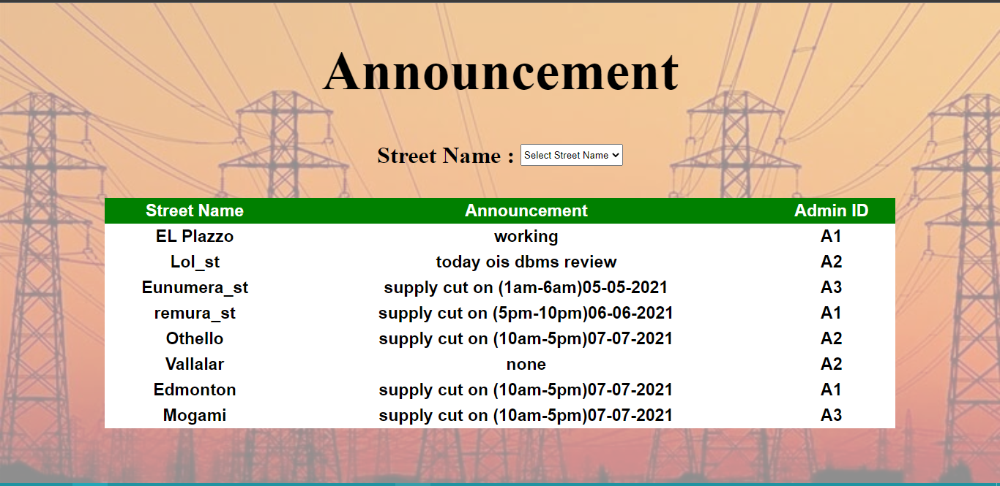 Announcement
Street Name : Select Street Name
Street Name Announcement Admin ID
EL Plazzo working A1
Lol_st today ois dbms review A2
Eunumera_st supply cut on (1am-6am)05-05-2021 A3
remura_st supply cut on (5pm-10pm)06-06-2021 A1
Othello supply cut on (10am-5pm)07-07-2021 A2
Vallalar none A2
Edmonton supply cut on (10am-5pm)07-07-2021 A1
Mogami supply cut on (10am-5pm)07-07-2021 A3